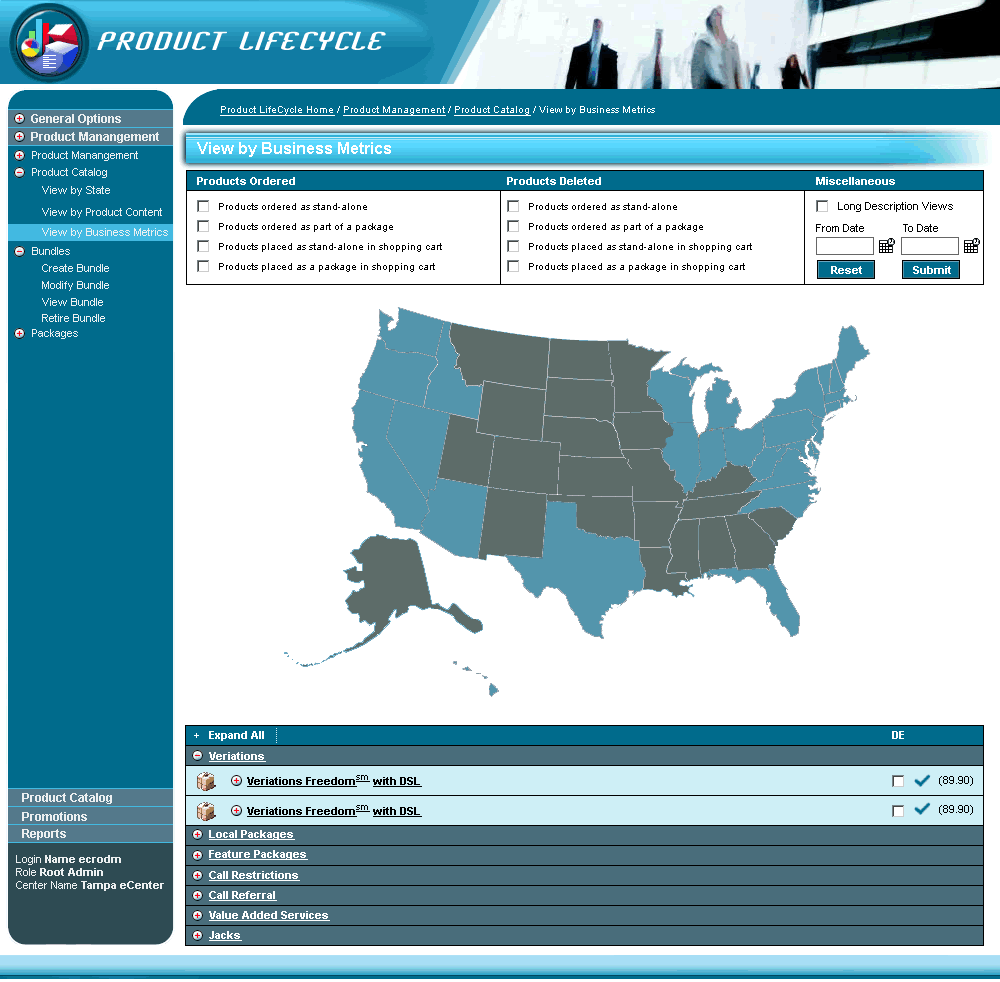 PRODUCT LIFECYCLE
Product LifeCycle Home / Product Management / Product Catalog / View by Business Metrics
General Options
Product Manangement
Product Manangement
Product Catalog
View by State
View by Product Content
View by Business Metrics
Bundles
Create Bundle
Modify Bundle
View Bundle
Retire Bundle
Packages
Product Catalog
Promotions
Reports
Login Name ecrodm
Role Root Admin
Center Name Tampa eCenter
View by Business Metrics
Products Ordered
Products ordered as stand-alone
Products ordered as part of a package
Products placed as stand-alone in shopping cart
Products placed as a package in shopping cart
Products Deleted
Products ordered as stand-alone
Products ordered as part of a package
Products placed as stand-alone in shopping cart
Products placed as a package in shopping cart
Miscellaneous
Long Description Views
From Date To Date
Reset Submit
+ Expand All DE
Veriations
Veriations Freedomsm with DSL (89.90)
Veriations Freedomsm with DSL (89.90)
Local Packages
Feature Packages
Call Restrictions
Call Referral
Value Added Services
Jacks